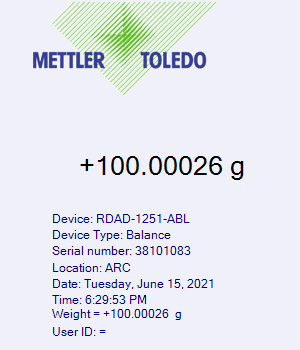 METTLER TOLEDO
+100.00026 g
Device: RDAD-1251-ABL
Device Type: Balance
Serial number: 38101083
Location: ARC
Date: Tuesday, June 15, 2021
Time: 6:29:53 PM
Weight = +100.00026 g
User ID: =